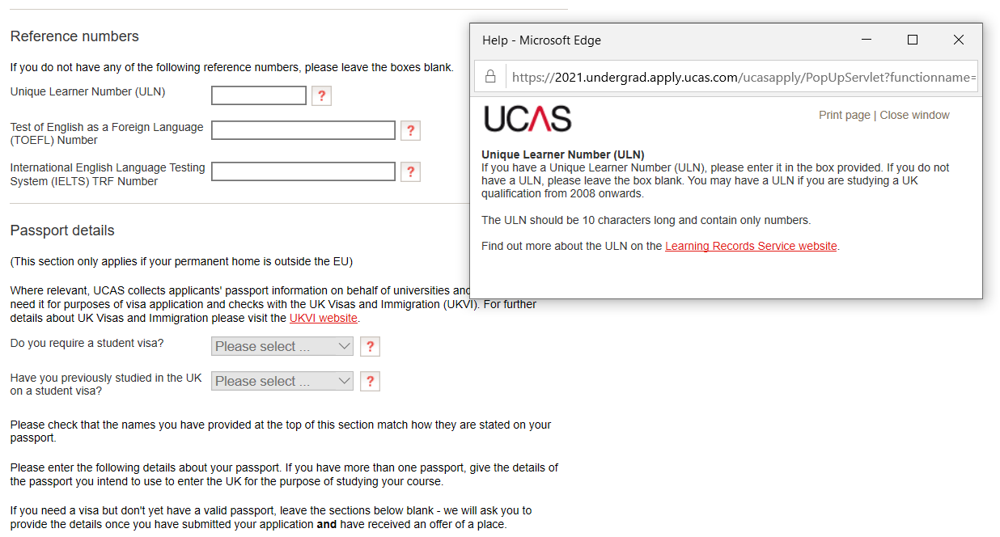 Reference numbers
If you do not have any of the following reference numbers, please leave the boxes blank.
Unique Learner Number (ULN)
?
Test of English as a Foreign Language
(TOEFL) Number
?
International English Language Testing
System (IELTS) TRF Number
?
Passport details
(This section only applies if your permanent home is outside the EU)
Where relevant, UCAS collects applicants' passport information on behalf of universities and
need it for purposes of visa application and checks with the UK Visas and Immigration (UKVI). For further
details about UK Visas and Immigration please visit the UKVI website.
Do you require a student visa?
Please select ...
?
Have you previously studied in the UK
on a student visa?
Please select ...
?
Please check that the names you have provided at the top of this section match how they are stated on your
passport.
Please enter the following details about your passport. If you have more than one passport, give the details of
the passport you intend to use to enter the UK for the purpose of studying your course.
If you need a visa but don't yet have a valid passport, leave the sections below blank - we will ask you to
provide the details once you have submitted your application and have received an offer of a place.
Help - Microsoft Edge
https://2021.undergrad.apply.ucas.com/ucasapply/PopUpServlet?functionname=
UCAS
Print page | Close window
Unique Learner Number (ULN)
If you have a Unique Learner Number (ULN), please enter it in the box provided. If you do not
have a ULN, please leave the box blank. You may have a ULN if you are studying a UK
qualification from 2008 onwards.
The ULN should be 10 characters long and contain only numbers.
Find out more about the ULN on the Learning Records Service website.